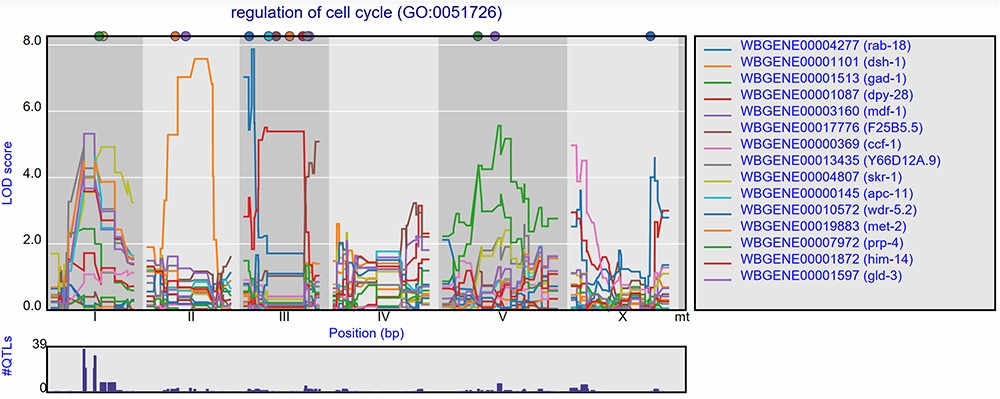 regulation of cell cycle (GO:0051726)
8.0
6.0
4.0
2.0
0.0
LOD score
I II III IV V X mt
Position (bp)
WBGENE00004277 (rab-18)
WBGENE00001101 (dsh-1)
WBGENE00001513 (gad-1)
WBGENE00001087 (dpy-28)
WBGENE00003160 (mdf-1)
WBGENE00017776 (F25B5.5)
WBGENE00000369 (ccf-1)
WBGENE00013435 (Y66D12A.9)
WBGENE00004807 (skr-1)
WBGENE00000145 (apc-11)
WBGENE00010572 (wdr-5.2)
WBGENE00019883 (met-2)
WBGENE00007972 (prp-4)
WBGENE00001872 (him-14)
WBGENE00001597 (gld-3)
39
0
#QTLs